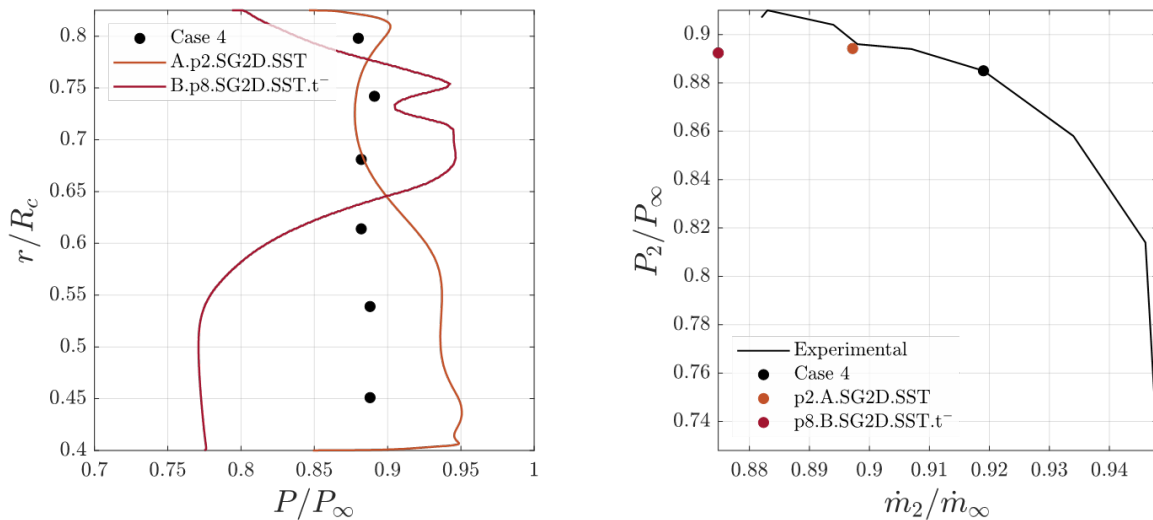 0.8
0.75
0.7
0.65
0.6
0.55
0.5
0.45
0.4
r/R_c
Case 4
A.p2.SG2D.SST
B.p8.SG2D.SST.t⁻
0.7
0.75
0.8
0.85
0.9
0.95
1
P/P_∞
0.9
0.88
0.86
0.84
0.82
0.8
0.78
0.76
0.74
P₂/P_∞
Experimental
Case 4
p2.A.SG2D.SST
p8.B.SG2D.SST.t⁻
0.88
0.89
0.9
0.91
0.92
0.93
0.94
ṁ₂/ṁ_∞